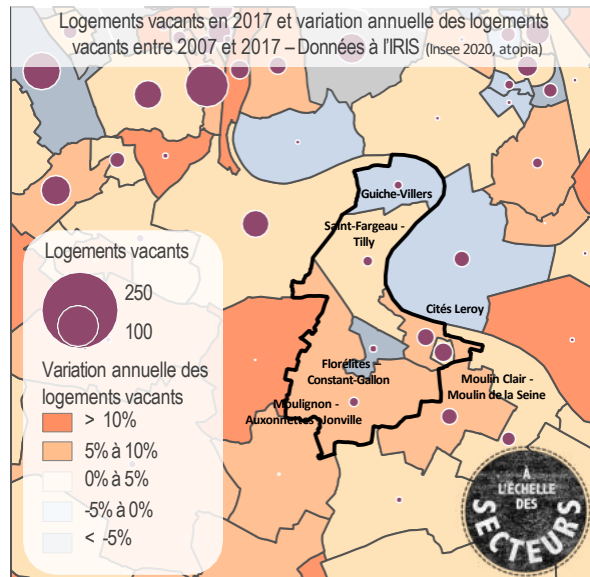 Logements vacants en 2017 et variation annuelle des logements
vacants entre 2007 et 2017 – Données à l'IRIS (Insee 2020, atopia)
Guiche-Villers
Saint-Fargeau -
Tilly
Cités Leroy
Florélites –
Constant-Gallon
Moulignon -
Auxonnettes -Jonville
Moulin Clair -
Moulin de la Seine
Logements vacants
250
100
Variation annuelle des
logements vacants
> 10%
5% à 10%
0% à 5%
-5% à 0%
< -5%
À
L'ÉCHELLE
DES
SECTEURS